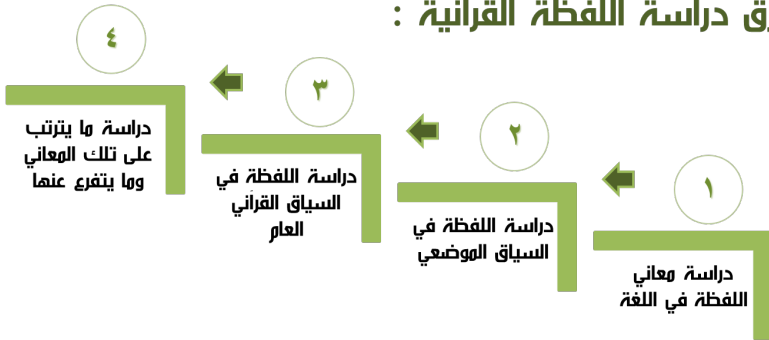 دراسة اللفظة القرآنية :
١
دراسة معاني
اللفظة في اللغة
٢
دراسة اللفظة في
السياق الموضعي
٣
دراسة اللفظة في
السياق القرآني
العام
٤
دراسة ما يترتب
على تلك المعاني
وما يتفرع عنها